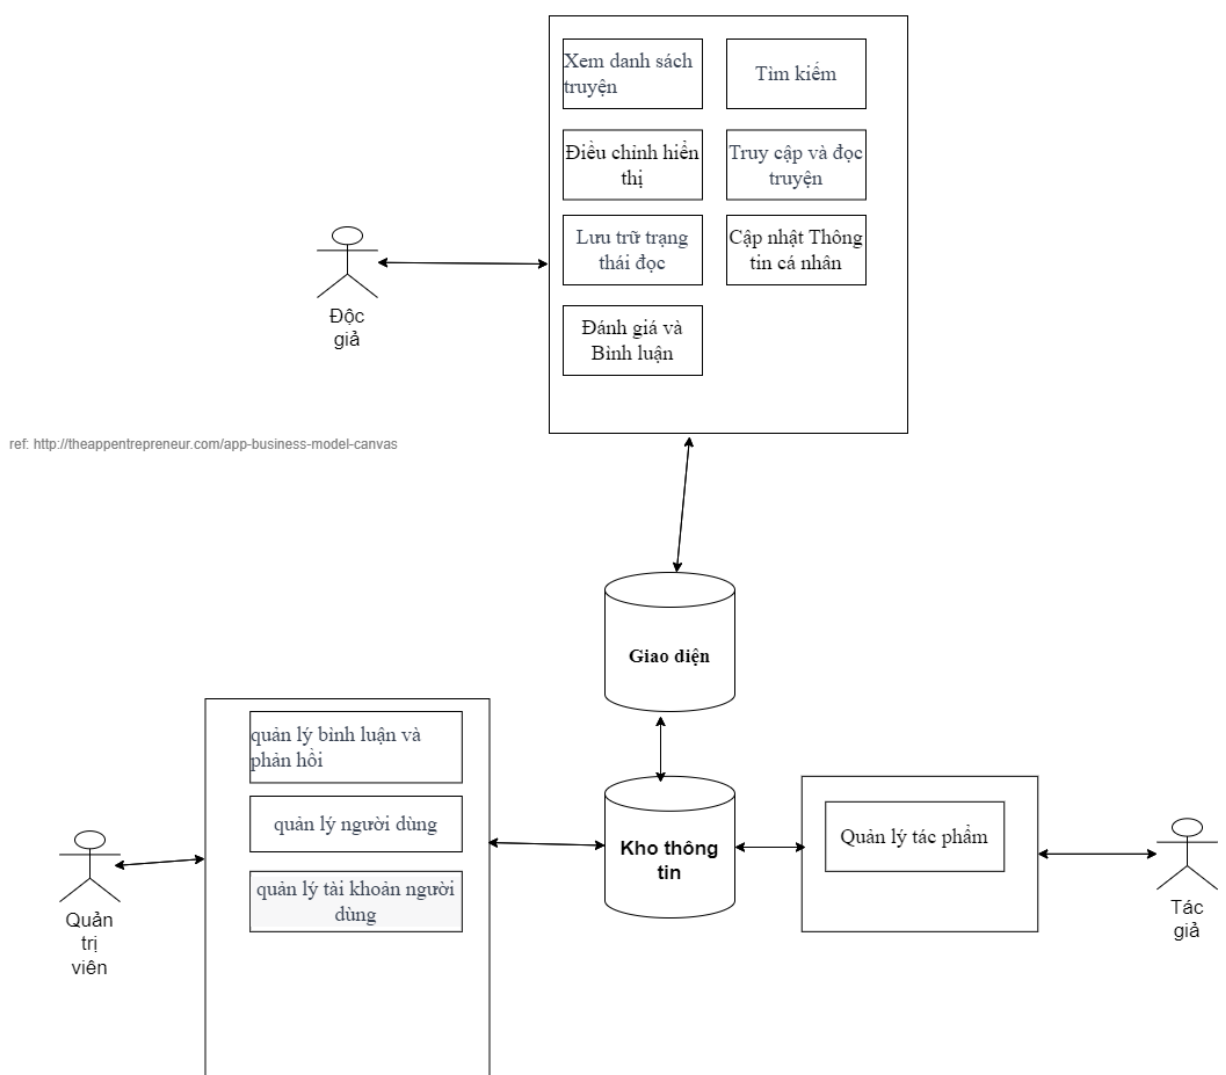 Xem danh sách
truyện
Tìm kiếm
Điều chỉnh hiển
thị
Truy cập và đọc
truyện
Lưu trữ trạng
thái đọc
Cập nhật Thông
tin cá nhân
Đánh giá và
Bình luận
Độc
giả
ref: http://theappentrepreneur.com/app-business-model-canvas
Giao diện
quản lý bình luận và
phản hồi
quản lý người dùng
quản lý tài khoản người
dùng
Quản
trị
viên
Kho thông
tin
Quản lý tác phẩm
Tác
giả